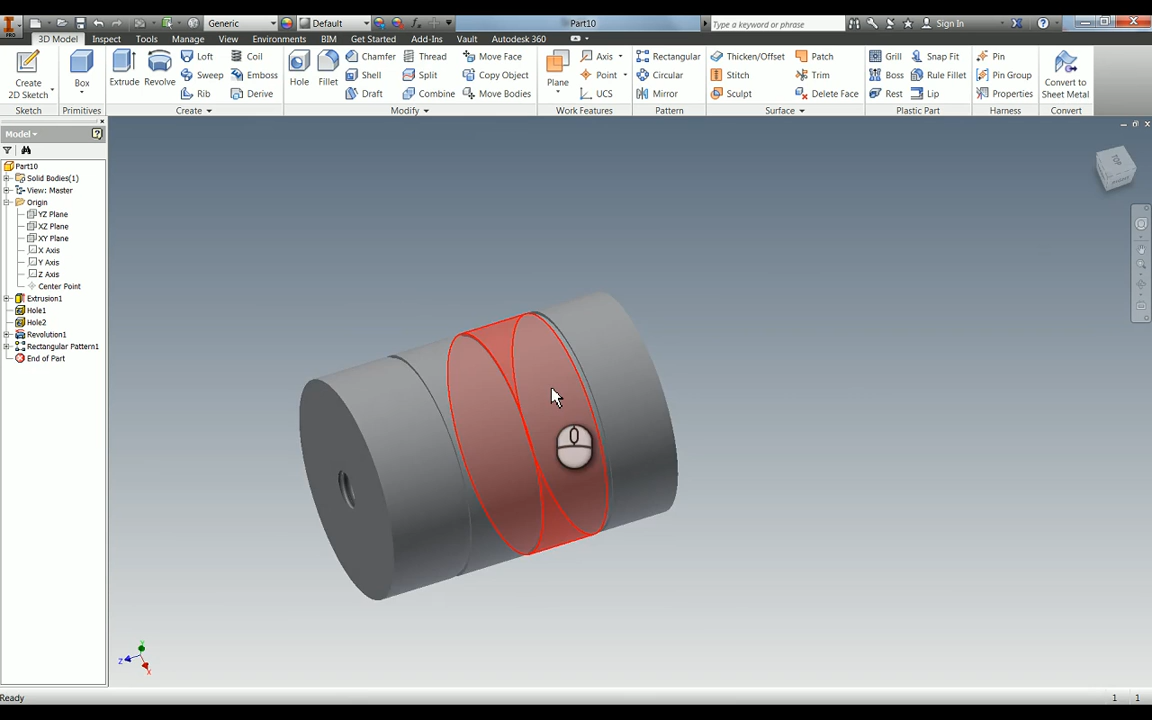 Generic
Default
fx
Part10
Type a keyword or phrase
Sign In
PRO
3D Model
Inspect
Tools
Manage
View
Environments
BIM
Get Started
Add-Ins
Vault
Autodesk 360
Create
2D Sketch
Box
Extrude
Revolve
Loft
Coil
Sweep
Emboss
Rib
Derive
Hole
Fillet
Chamfer
Thread
Move Face
Shell
Split
Copy Object
Draft
Combine
Move Bodies
Plane
Axis
Point
UCS
Rectangular
Circular
Mirror
Thicken/Offset
Patch
Stitch
Trim
Sculpt
Delete Face
Grill
Snap Fit
Boss
Rule Fillet
Rest
Lip
Pin
Pin Group
Properties
Convert to
Sheet Metal
Sketch
Primitives
Create
Modify
Work Features
Pattern
Surface
Plastic Part
Harness
Convert
Model
Part10
Solid Bodies(1)
View: Master
Origin
YZ Plane
XZ Plane
XY Plane
X Axis
Y Axis
Z Axis
Center Point
Extrusion1
Hole1
Hole2
Revolution1
Rectangular Pattern1
End of Part
TOP
Y
Z
X
Ready
1
1